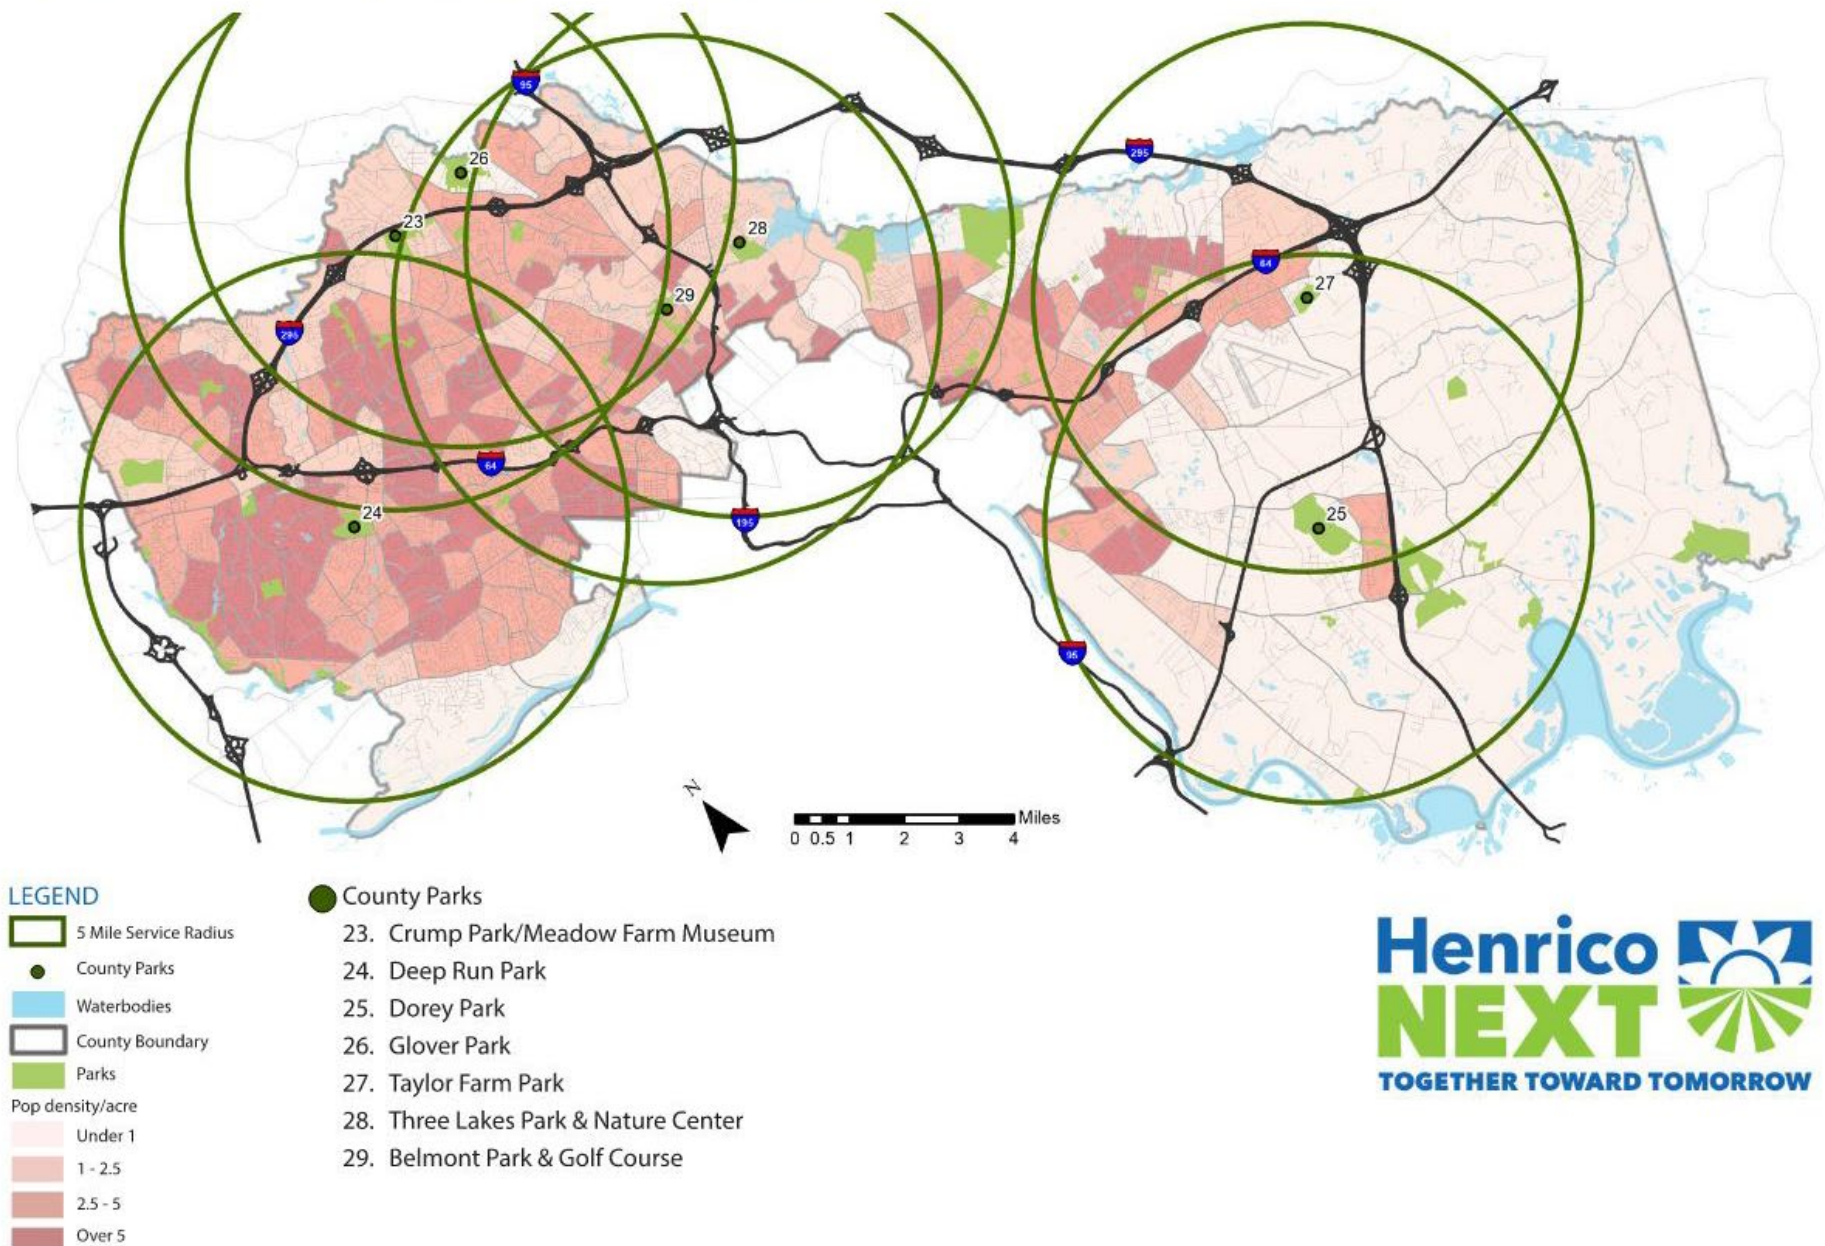 95
26
295
23
28
64
27
29
295
64
24
25
195
95
N
Miles
0 0.5 1 2 3 4
LEGEND
5 Mile Service Radius
County Parks
Waterbodies
County Boundary
Parks
Pop density/acre
Under 1
1 - 2.5
2.5 - 5
Over 5
County Parks
23. Crump Park/Meadow Farm Museum
24. Deep Run Park
25. Dorey Park
26. Glover Park
27. Taylor Farm Park
28. Three Lakes Park & Nature Center
29. Belmont Park & Golf Course
Henrico
NEXT
TOGETHER TOWARD TOMORROW